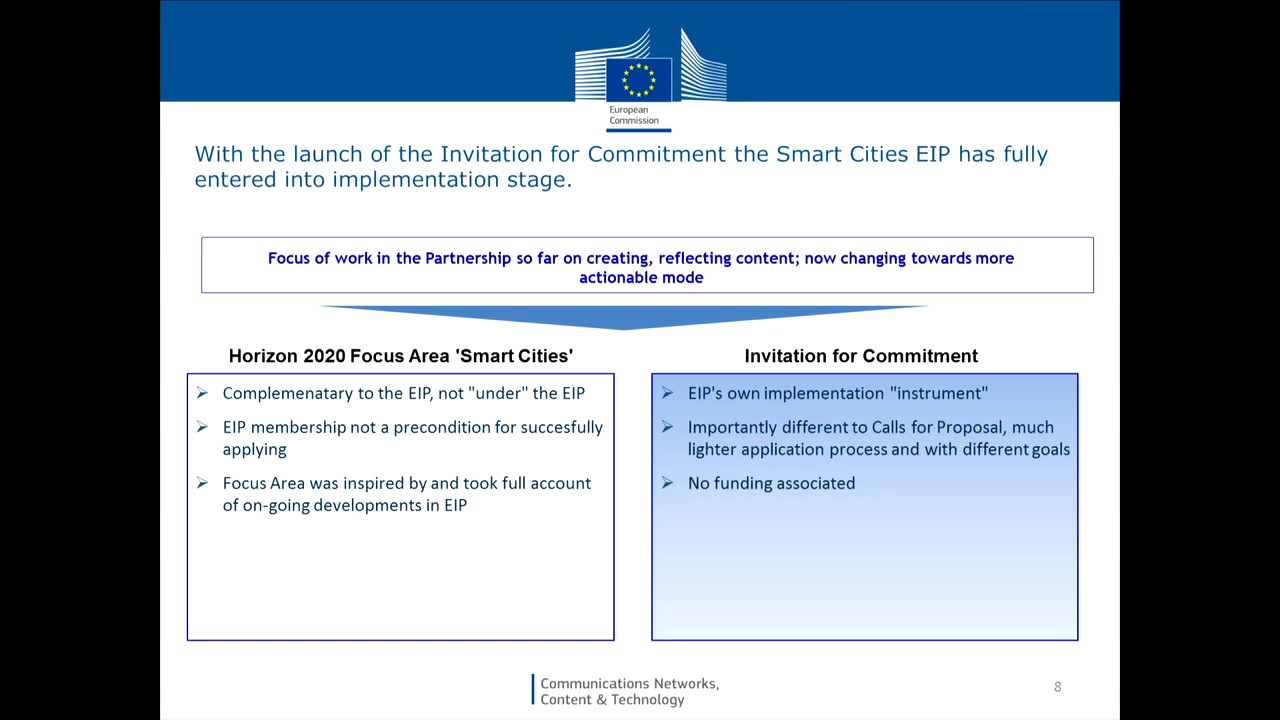 European
Commission
With the launch of the Invitation for Commitment the Smart Cities EIP has fully
entered into implementation stage.
Focus of work in the Partnership so far on creating, reflecting content; now changing towards more
actionable mode
Horizon 2020 Focus Area 'Smart Cities'
Complemenatary to the EIP, not "under" the EIP
EIP membership not a precondition for succesfully
applying
Focus Area was inspired by and took full account
of on-going developments in EIP
Invitation for Commitment
EIP's own implementation "instrument"
Importantly different to Calls for Proposal, much
lighter application process and with different goals
No funding associated
Communications Networks,
Content & Technology
8